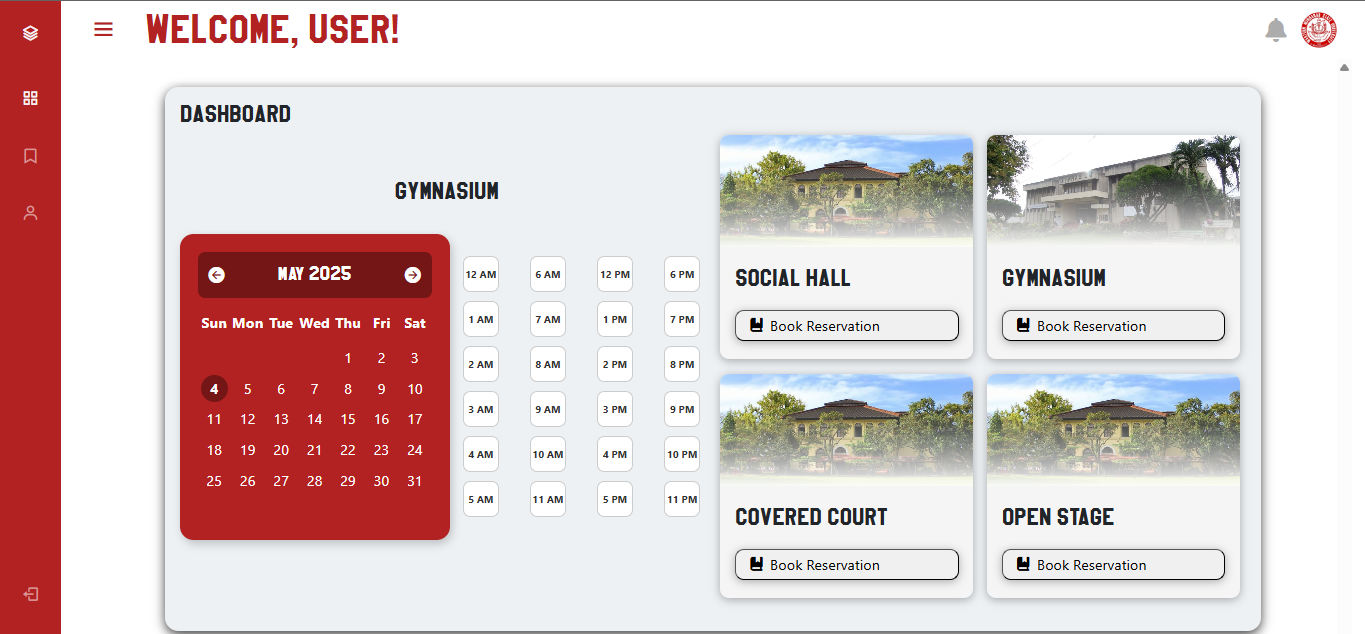 WELCOME, USER!
DASHBOARD
GYMNASIUM
MAY 2025
Sun Mon Tue Wed Thu Fri Sat
1 2 3
4 5 6 7 8 9 10
11 12 13 14 15 16 17
18 19 20 21 22 23 24
25 26 27 28 29 30 31
12 AM 6 AM 12 PM 6 PM
1 AM 7 AM 1 PM 7 PM
2 AM 8 AM 2 PM 8 PM
3 AM 9 AM 3 PM 9 PM
4 AM 10 AM 4 PM 10 PM
5 AM 11 AM 5 PM 11 PM
SOCIAL HALL
Book Reservation
GYMNASIUM
Book Reservation
COVERED COURT
Book Reservation
OPEN STAGE
Book Reservation